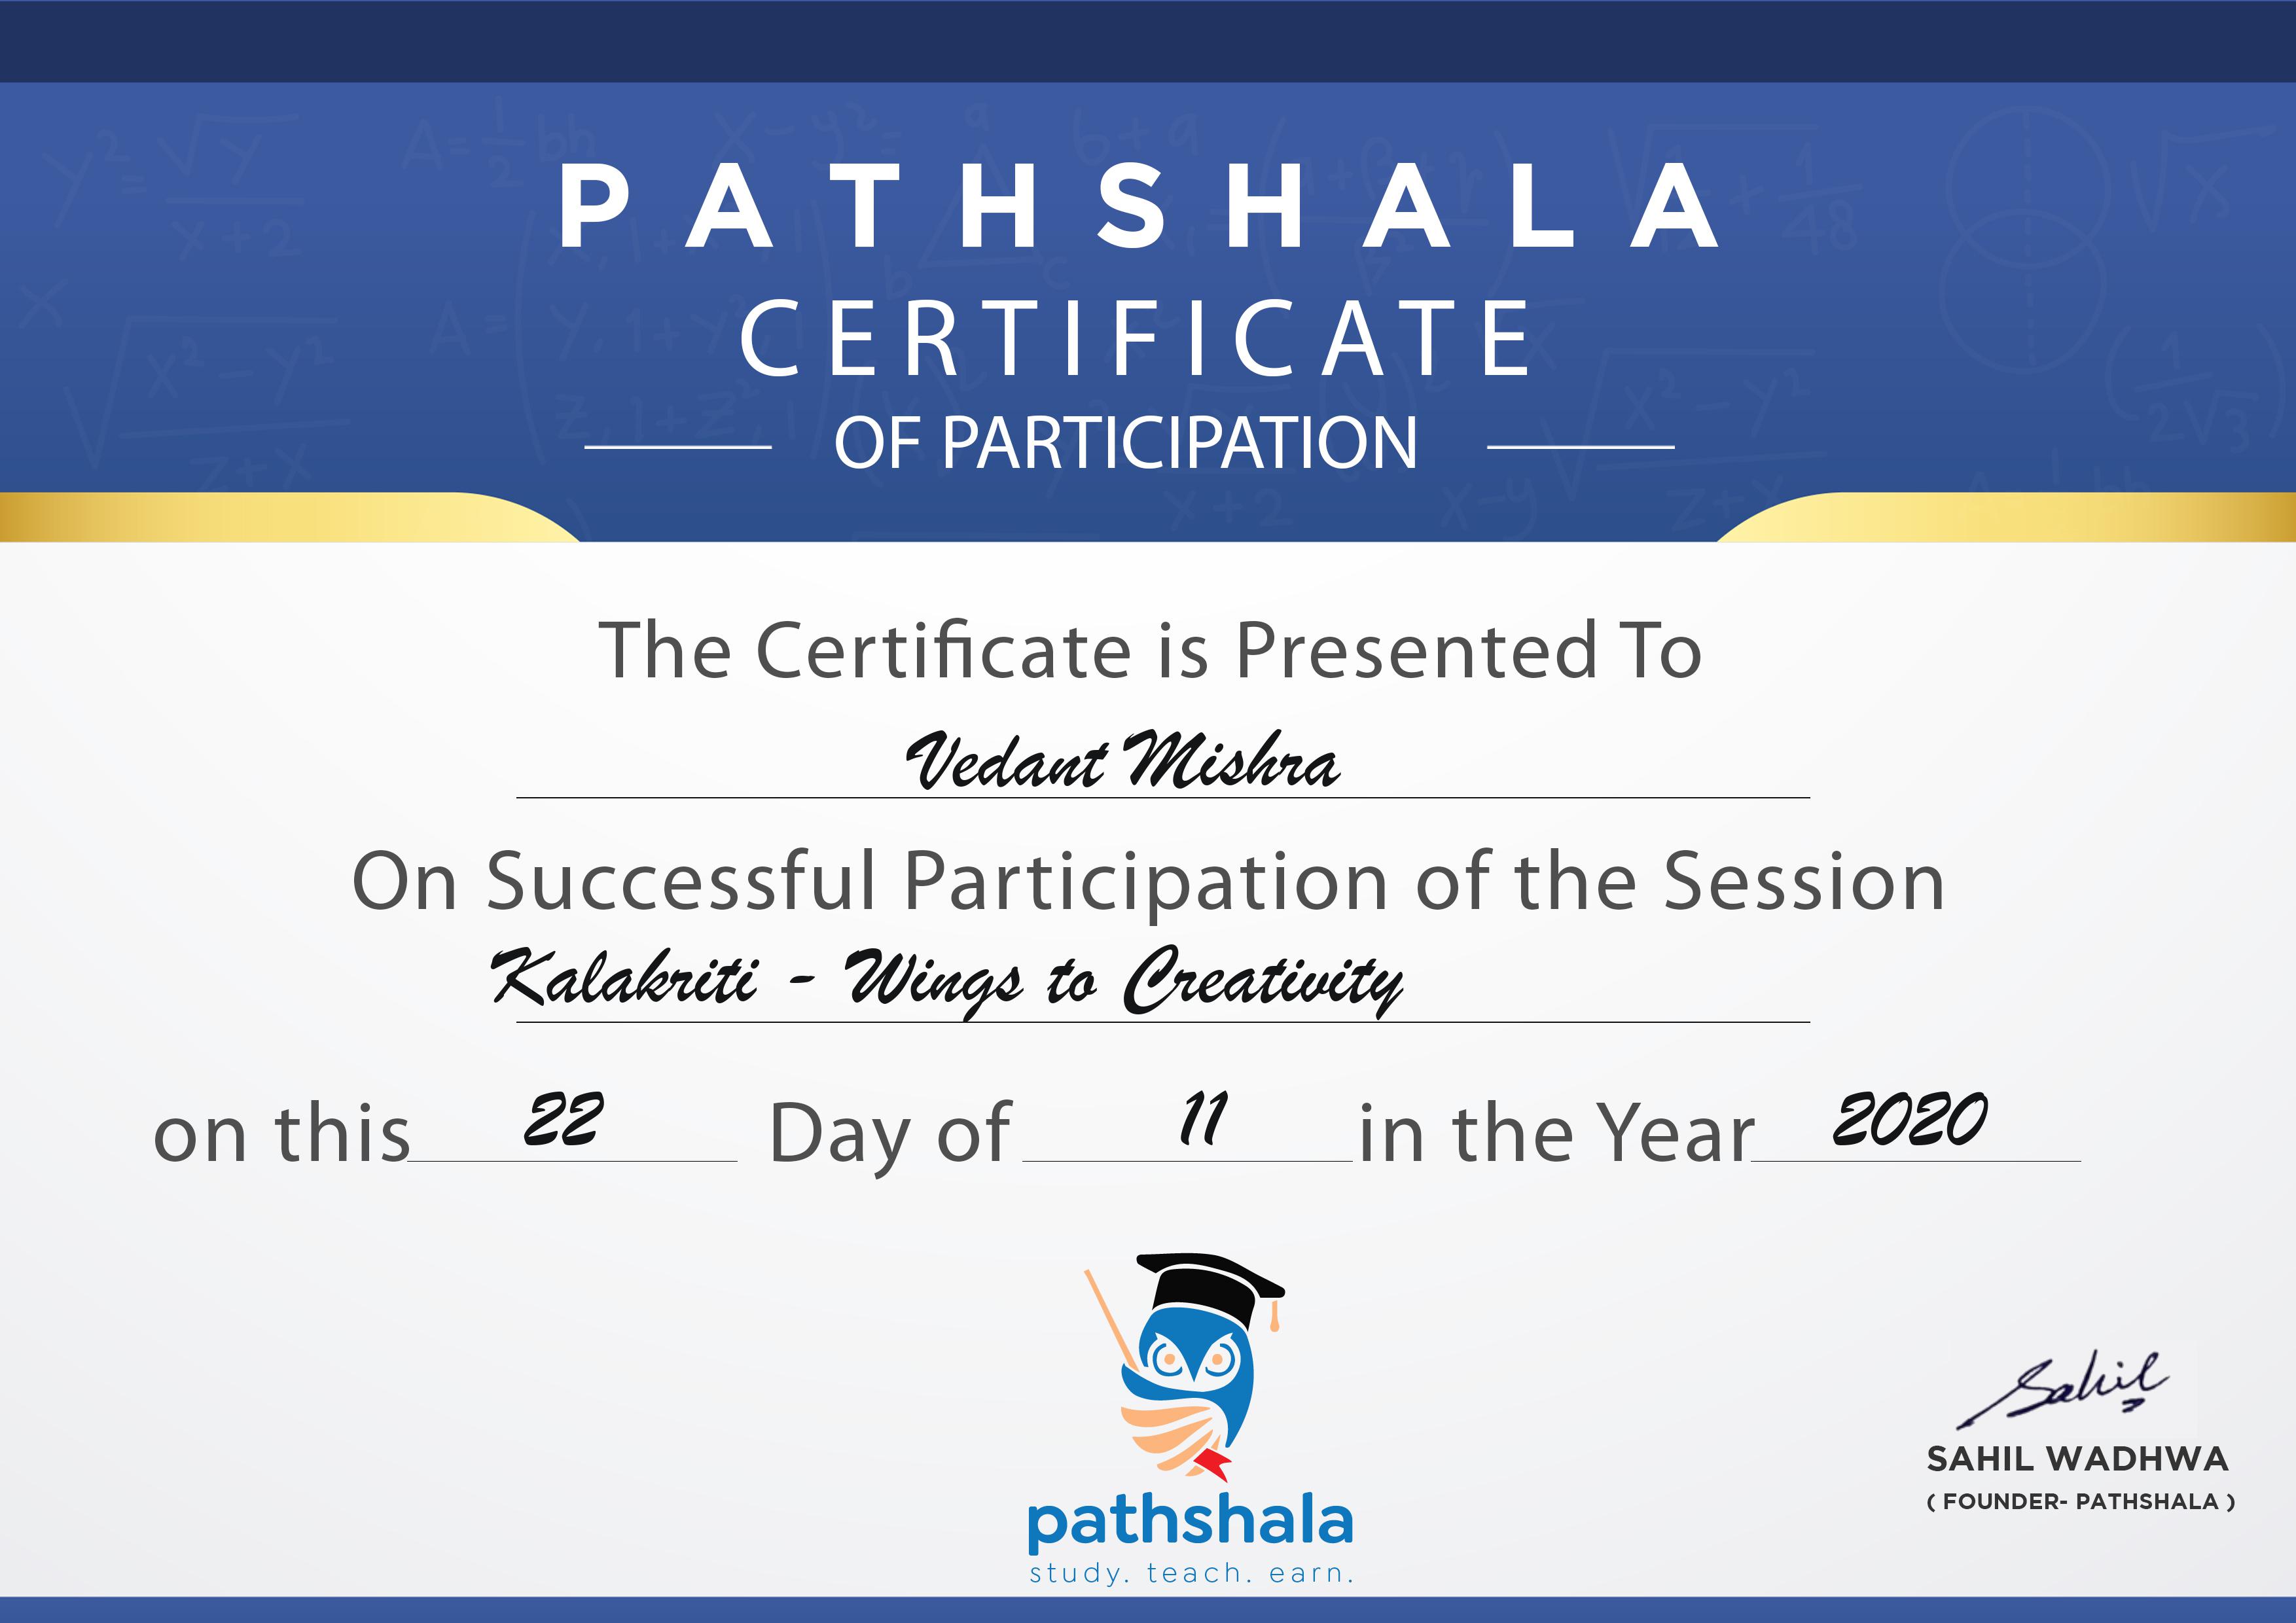 PATHSHALA
CERTIFICATE
OF PARTICIPATION
The Certificate is Presented To
Vedant Mishra
On Successful Participation of the Session
Kalakriti - Wings to Creativity
on this 22 Day of 11 in the Year 2020
Sahil
SAHIL WADHWA
( FOUNDER- PATHSHALA )
pathshala
study. teach. earn.